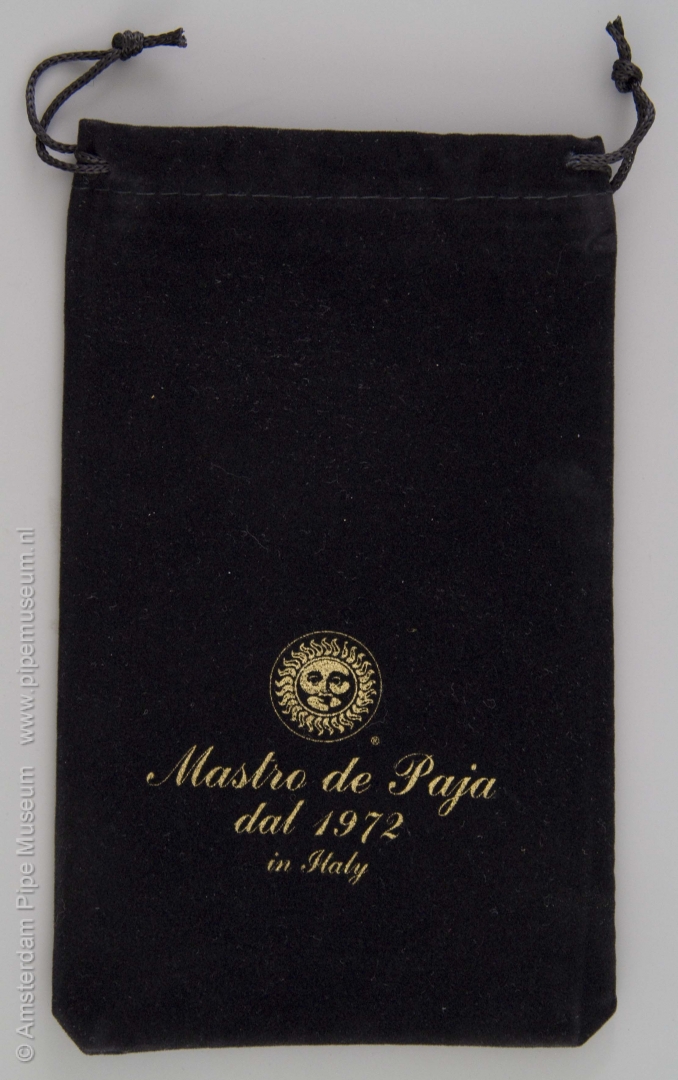 ®
Mastro de Paja
dal 1972
in Italy
© Amsterdam Pipe Museum www.pipemuseum.nl